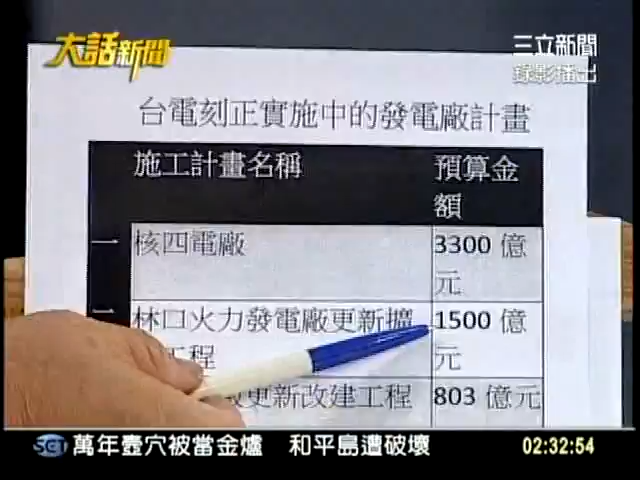 大話新聞
三立新聞
錄影播出
台電刻正實施中的發電廠計畫
施工計畫名稱
預算金
額
一 核四電廠
3300 億
元
二 林口火力發電廠更新擴
1500 億
工程
元
更新改建工程
803 億元
SET 萬年壺穴被當金爐 和平島遭破壞 02:32:54